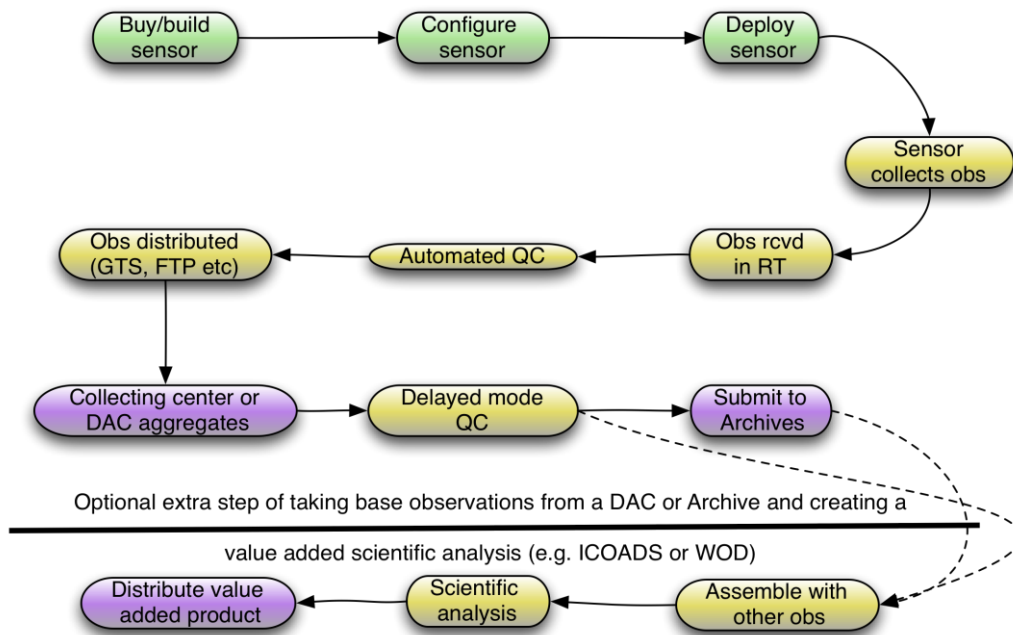 Buy/build
sensor
Configure
sensor
Deploy
sensor
Sensor
collects obs
Obs distributed
(GTS, FTP etc)
Automated QC
Obs rcvd
in RT
Collecting center or
DAC aggregates
Delayed mode
QC
Submit to
Archives
Optional extra step of taking base observations from a DAC or Archive and creating a
value added scientific analysis (e.g. ICOADS or WOD)
Distribute value
added product
Scientific
analysis
Assemble with
other obs